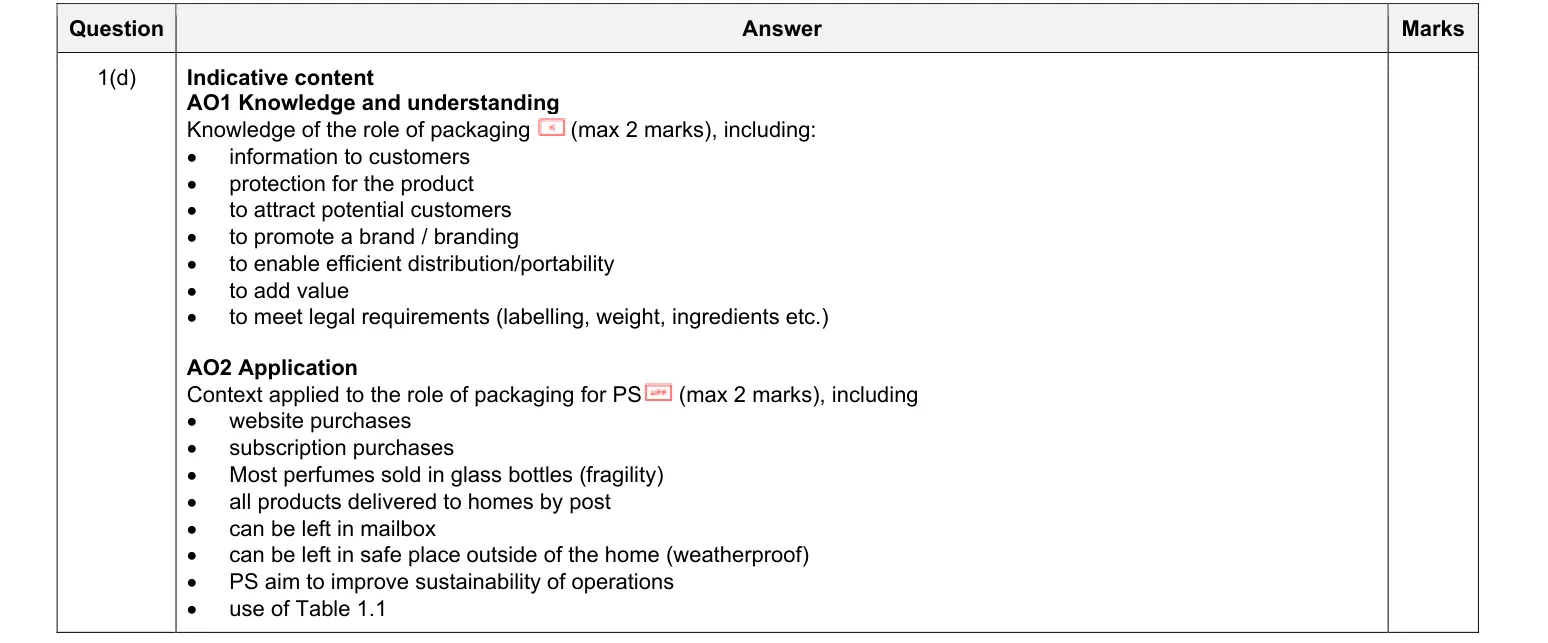 Question Answer Marks
1(d) Indicative content
AO1 Knowledge and understanding
Knowledge of the role of packaging (max 2 marks), including:
• information to customers
• protection for the product
• to attract potential customers
• to promote a brand / branding
• to enable efficient distribution/portability
• to add value
• to meet legal requirements (labelling, weight, ingredients etc.)
AO2 Application
Context applied to the role of packaging for PS (max 2 marks), including
• website purchases
• subscription purchases
• Most perfumes sold in glass bottles (fragility)
• all products delivered to homes by post
• can be left in mailbox
• can be left in safe place outside of the home (weatherproof)
• PS aim to improve sustainability of operations
• use of Table 1.1